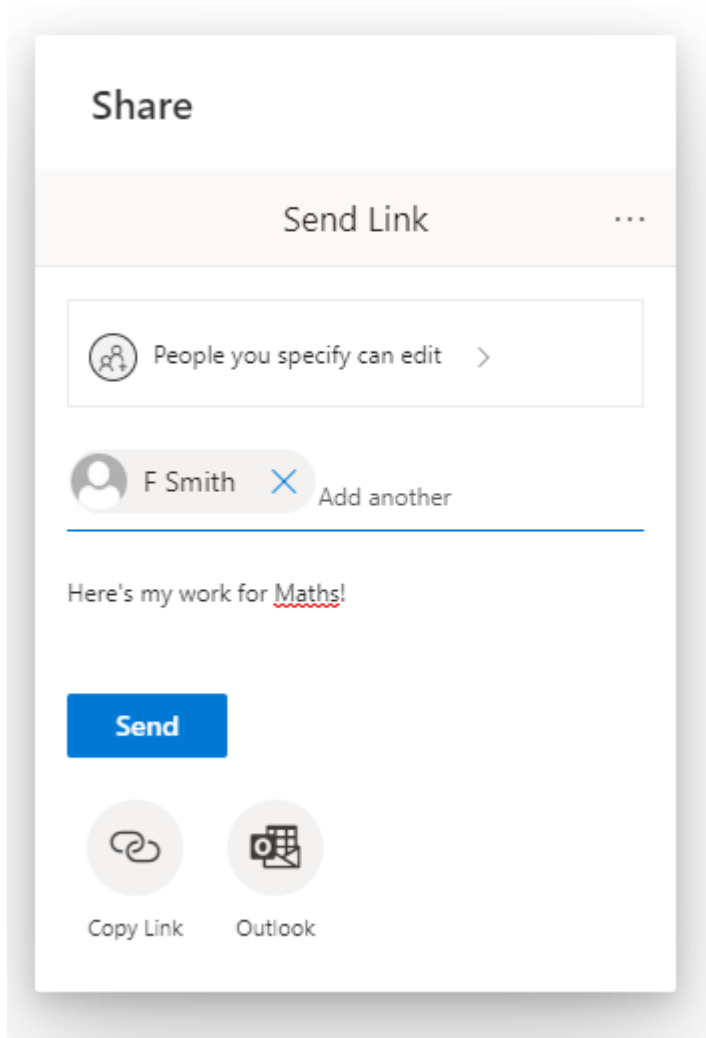 Share
Send Link
People you specify can edit
F Smith
Add another
Here's my work for Maths!
Send
Copy Link
Outlook